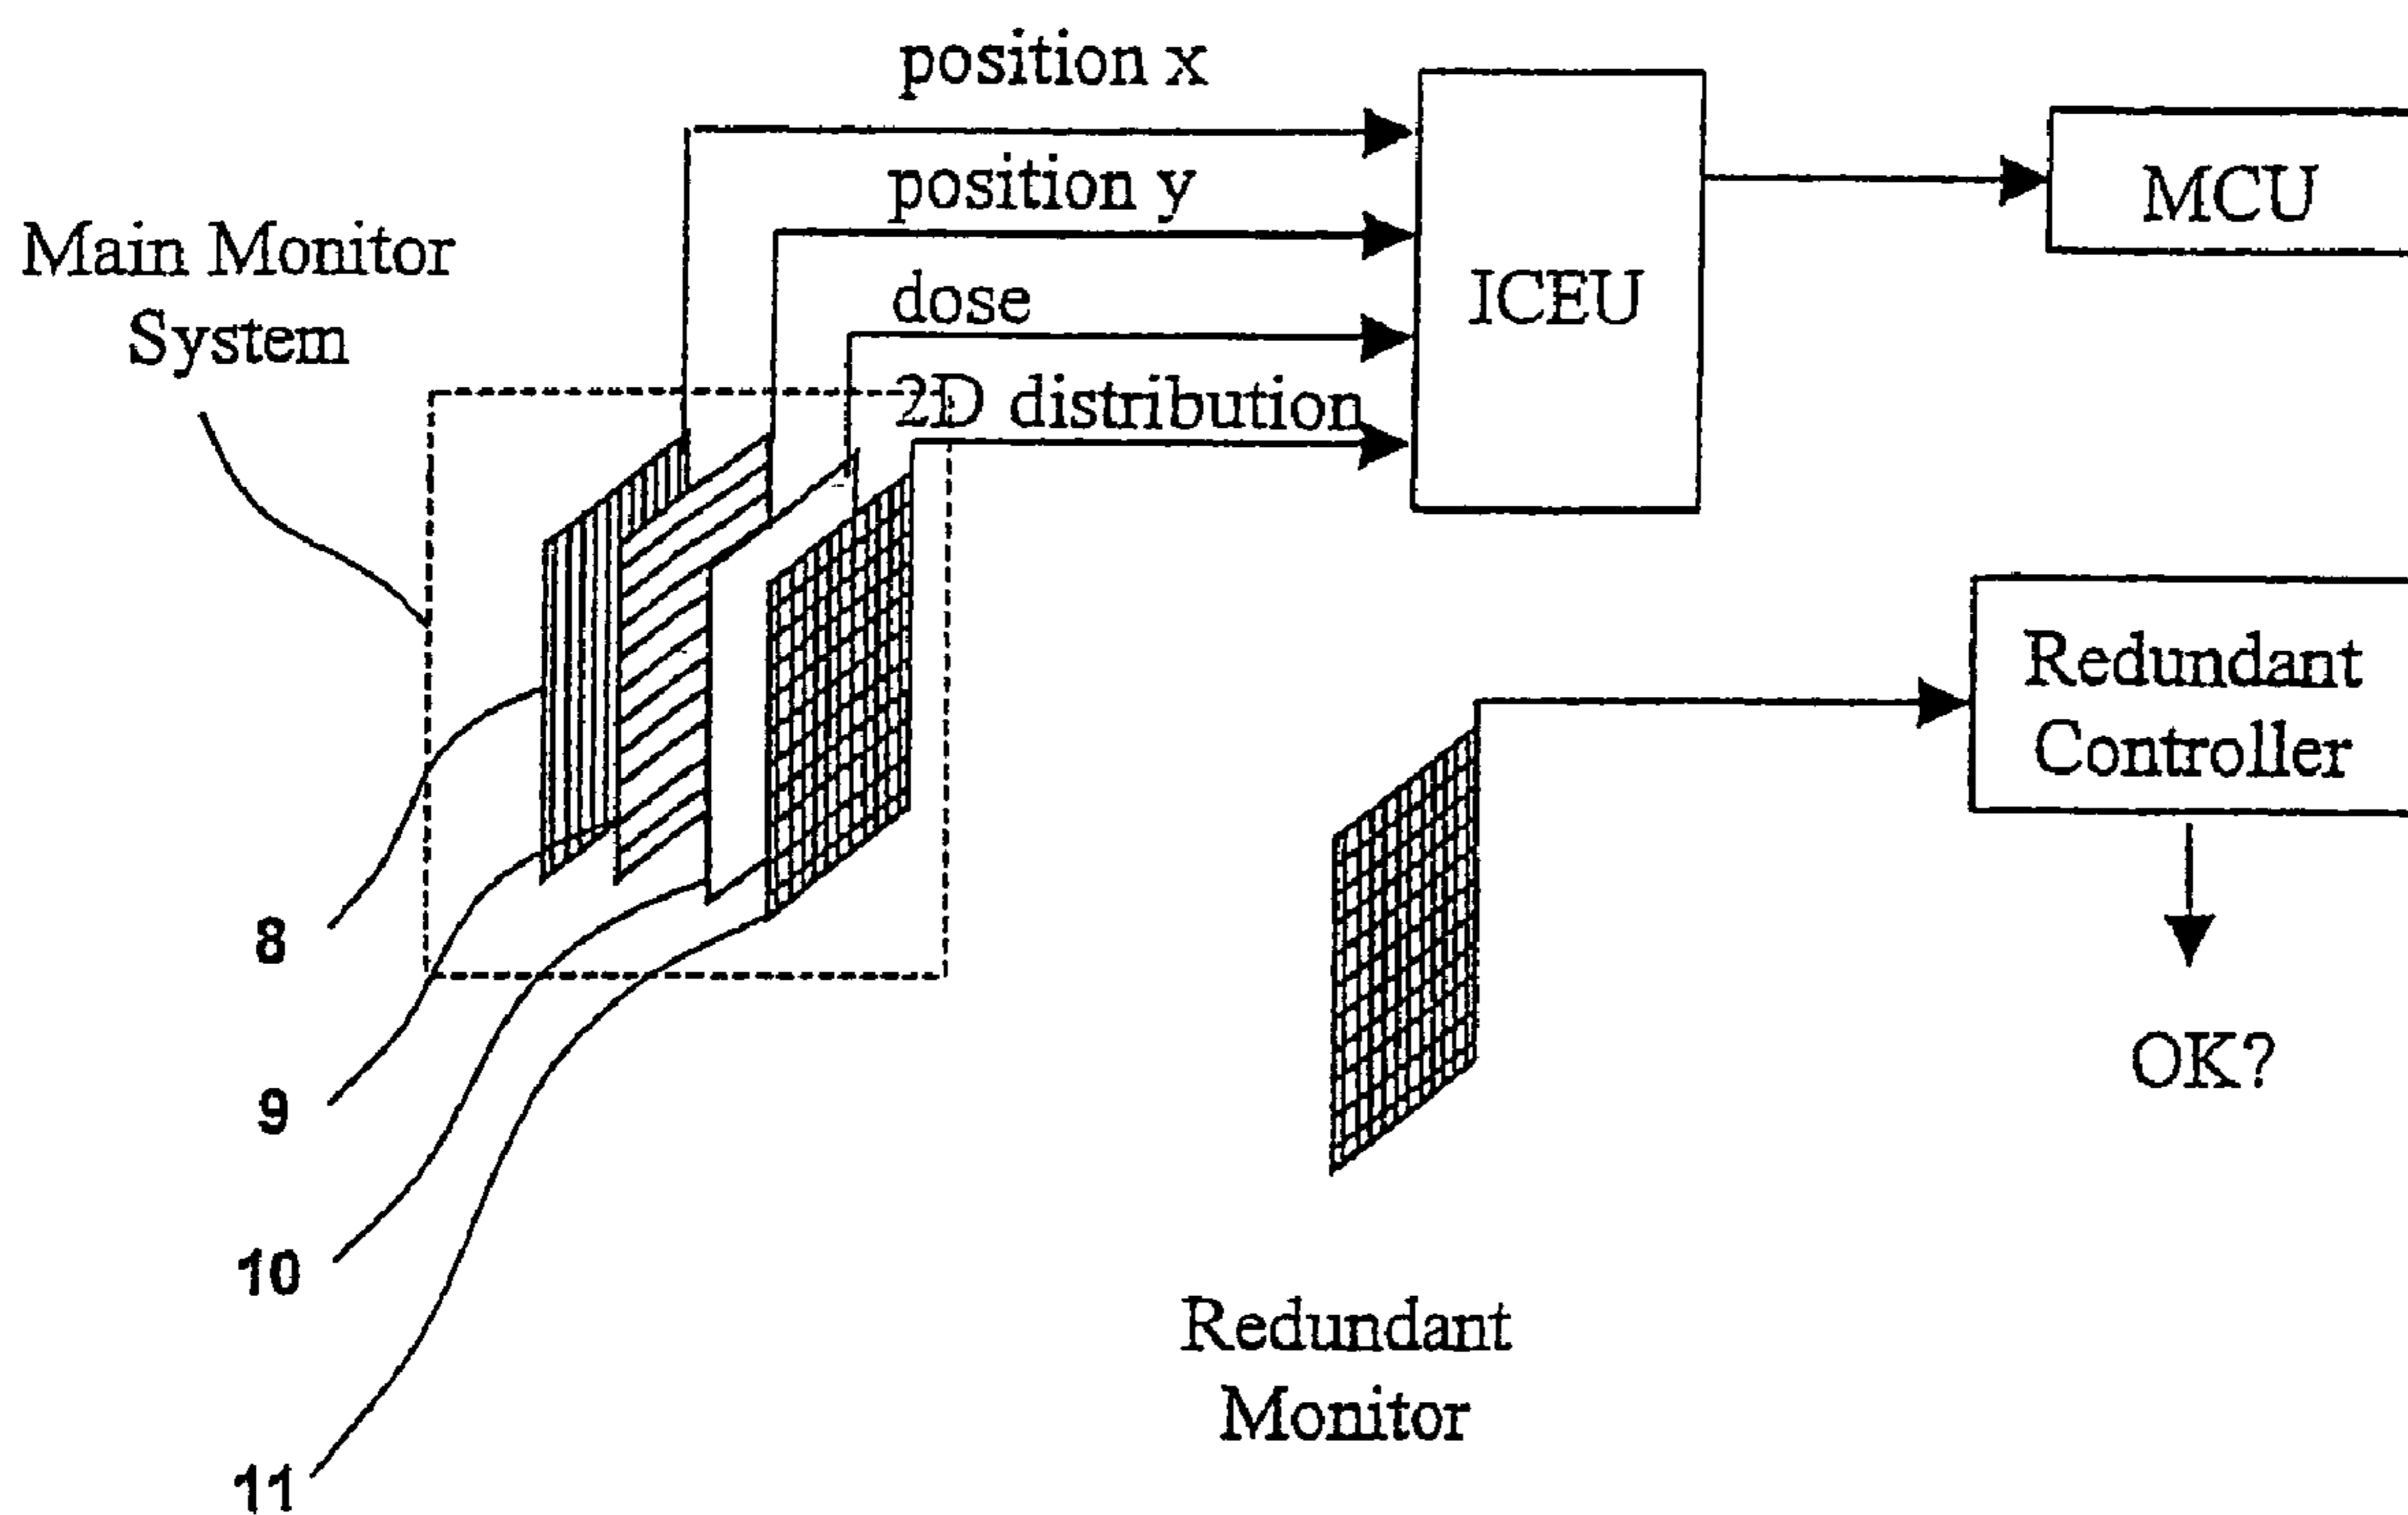 position x
position y
dose
2D distribution
Main Monitor
System
ICEU
MCU
Redundant
Controller
OK?
8
9
10
11
Redundant
Monitor